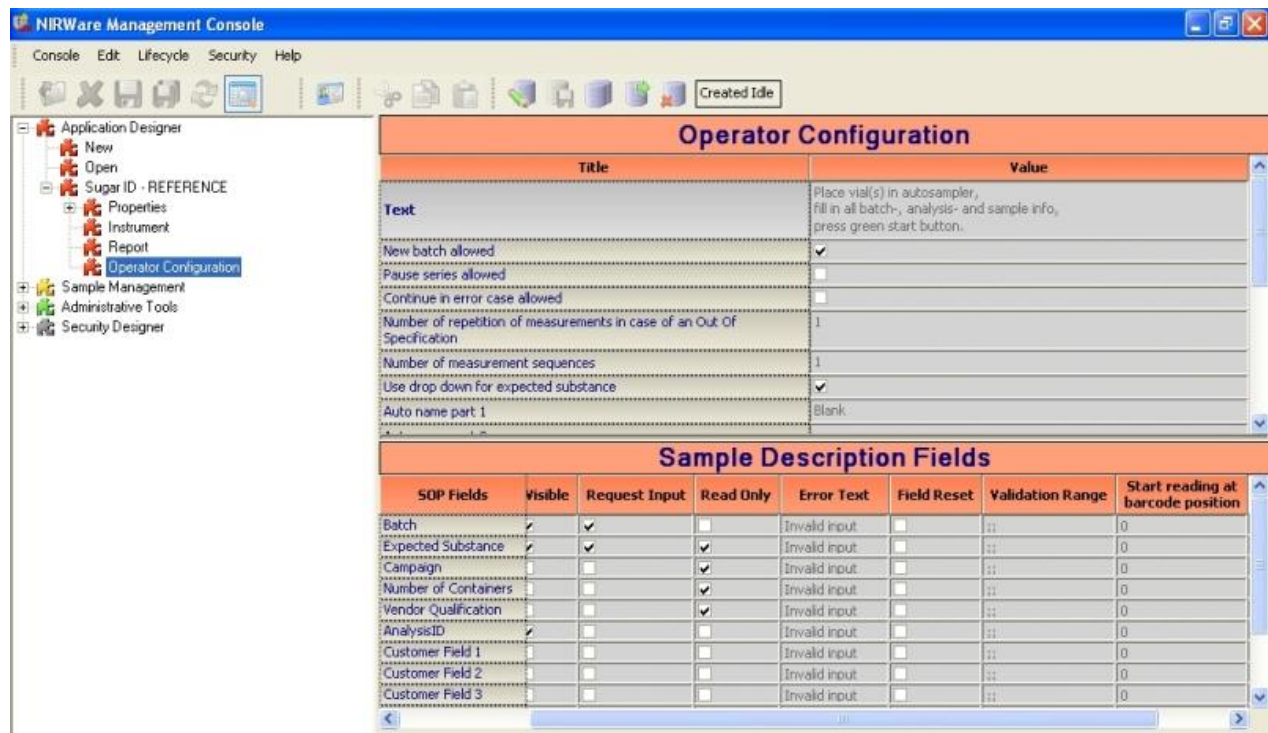 NIRWare Management Console
Console Edit Lifecycle Security Help
Created Idle
Application Designer
New
Open
Sugar ID - REFERENCE
Properties
Instrument
Report
Operator Configuration
Sample Management
Administrative Tools
Security Designer
Operator Configuration
Title Value
Text
Place vial(s) in autosampler,
fill in all batch-, analysis- and sample info,
press green start button.
New batch allowed
Pause series allowed
Continue in error case allowed
Number of repetition of measurements in case of an Out Of
Specification
1
Number of measurement sequences 1
Use drop down for expected substance
Auto name part 1 Blank
Sample Description Fields
SOP Fields Visible Request Input Read Only Error Text Field Reset Validation Range Start reading at
barcode position
Batch Invalid input ;; 0
Expected Substance Invalid input ;; 0
Campaign Invalid input ;; 0
Number of Containers Invalid input ;; 0
Vendor Qualification Invalid input ;; 0
AnalysisID Invalid input ;; 0
Customer Field 1 Invalid input ;; 0
Customer Field 2 Invalid input ;; 0
Customer Field 3 Invalid input ;; 0